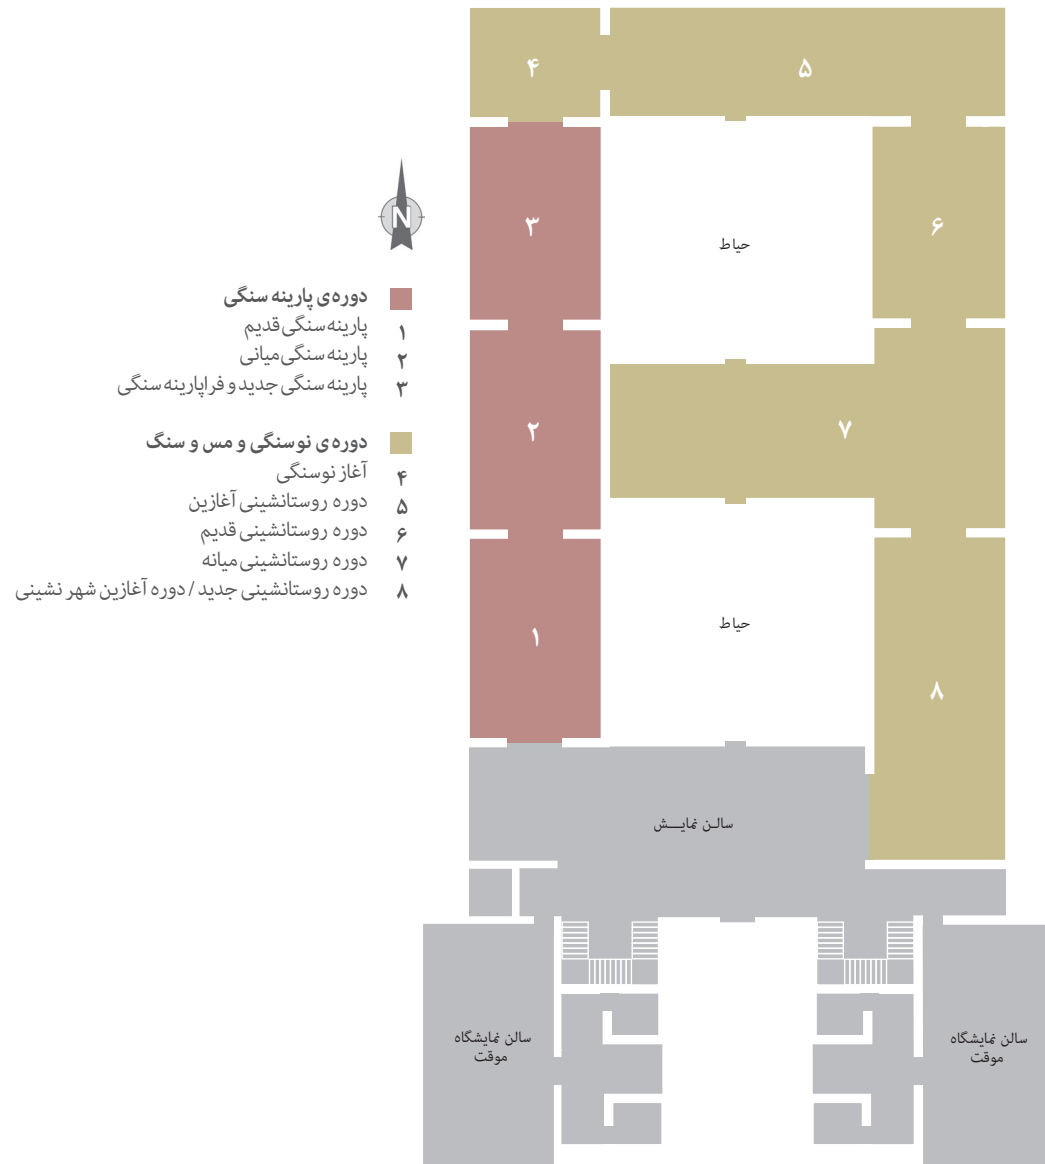 ۴
۵
۳
۶
حیاط
N
دوره‌ی پارینه سنگی
۱ پارینه سنگی قدیم
۲ پارینه سنگی میانی
۳ پارینه سنگی جدید و فراپارینه سنگی
دوره‌ی نوسنگی و مس و سنگ
۴ آغاز نوسنگی
۵ دوره روستانشینی آغازین
۶ دوره روستانشینی قدیم
۷ دوره روستانشینی میانه
۸ دوره روستانشینی جدید / دوره آغازین شهر نشینی
۲
۷
حیاط
۱
۸
سالن نمایش
سالن نمایشگاه
موقت
سالن نمایشگاه
موقت